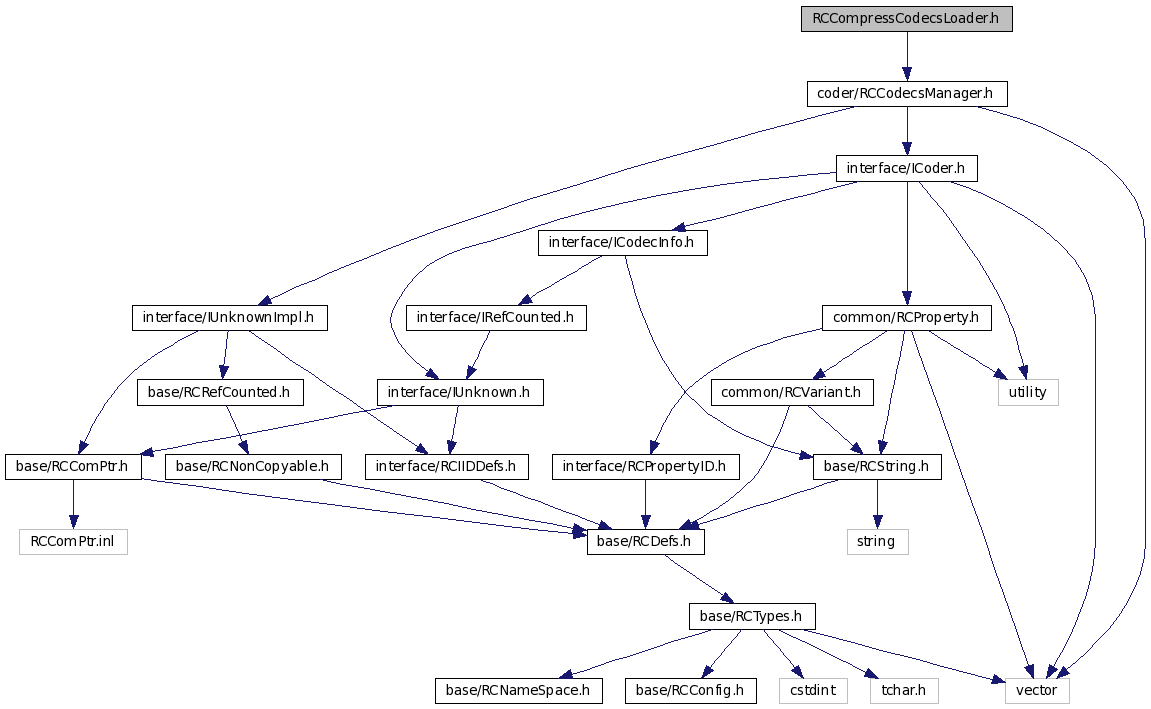 RCCompressCodecsLoader.h
coder/RCCodecsManager.h
interface/ICoder.h
interface/ICodecInfo.h
interface/IUnknownImpl.h
interface/IRefCounted.h
common/RCProperty.h
base/RCRefCounted.h
interface/IUnknown.h
common/RCVariant.h
utility
base/RCComPtr.h
base/RCNonCopyable.h
interface/RCIIDDefs.h
interface/RCPropertyID.h
base/RCString.h
RCComPtr.inl
base/RCDefs.h
string
base/RCTypes.h
base/RCNameSpace.h
base/RCConfig.h
cstdint
tchar.h
vector